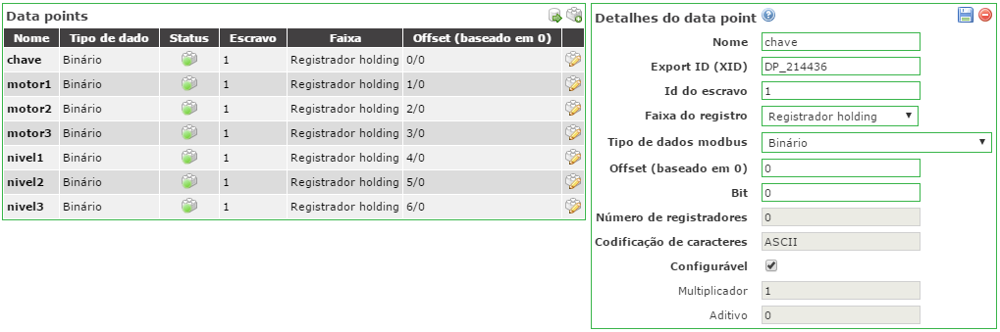 Data points
Nome Tipo de dado Status Escravo Faixa Offset (baseado em 0)
chave Binário 1 Registrador holding 0/0
motor1 Binário 1 Registrador holding 1/0
motor2 Binário 1 Registrador holding 2/0
motor3 Binário 1 Registrador holding 3/0
nivel1 Binário 1 Registrador holding 4/0
nivel2 Binário 1 Registrador holding 5/0
nivel3 Binário 1 Registrador holding 6/0
Detalhes do data point ?
Nome chave
Export ID (XID) DP_214436
Id do escravo 1
Faixa do registro Registrador holding
Tipo de dados modbus Binário
Offset (baseado em 0) 0
Bit 0
Número de registradores 0
Codificação de caracteres ASCII
Configurável
Multiplicador 1
Aditivo 0